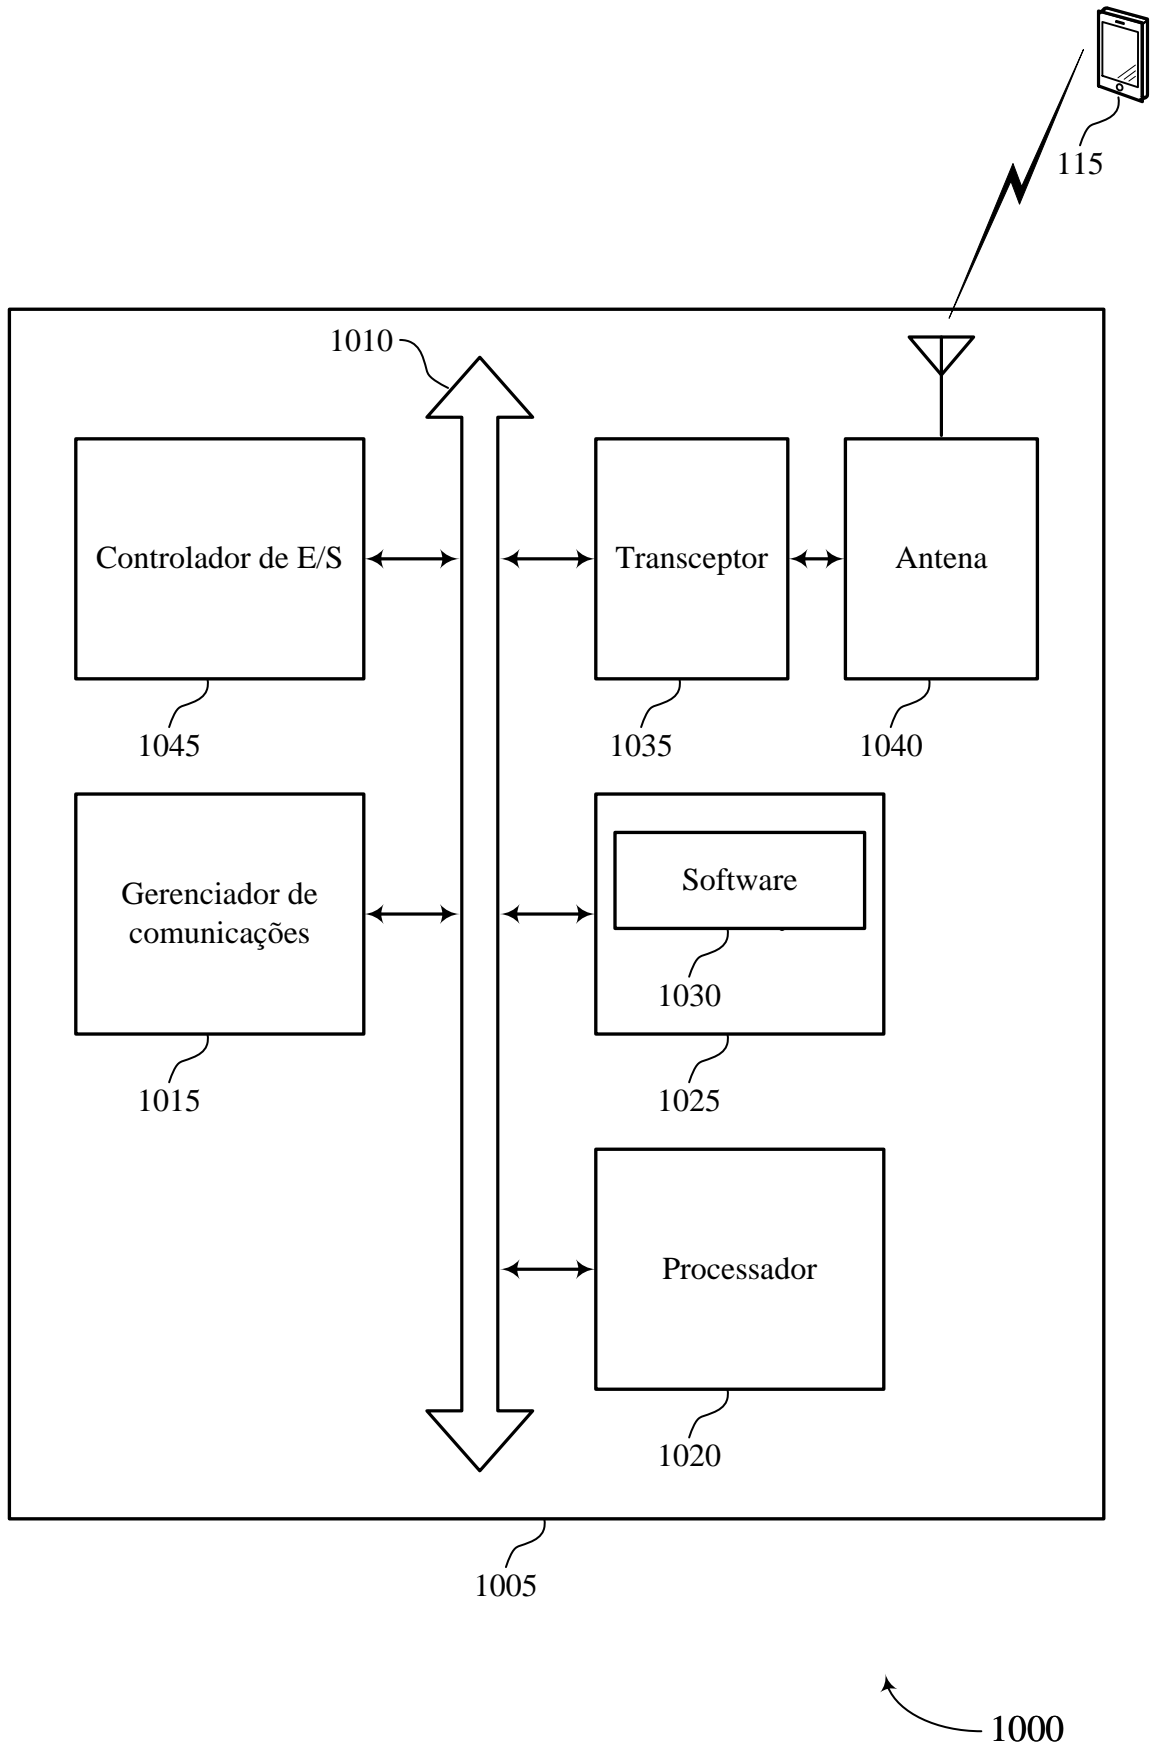 115
1010
Controlador de E/S
Transceptor
Antena
1045
1035
1040
Gerenciador de
comunicações
Software
1030
1015
1025
Processador
1020
1005
1000